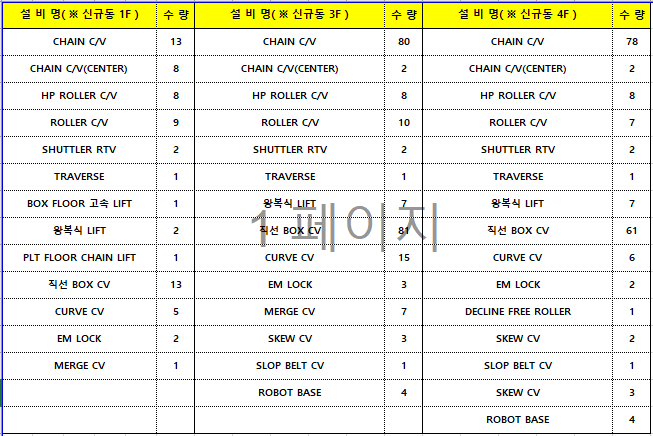 설 비 명( ※ 신규동 1F ) 수 량 설 비 명( ※ 신규동 3F ) 수 량 설 비 명( ※ 신규동 4F ) 수 량
CHAIN C/V 13 CHAIN C/V 80 CHAIN C/V 78
CHAIN C/V(CENTER) 8 CHAIN C/V(CENTER) 2 CHAIN C/V(CENTER) 2
HP ROLLER C/V 8 HP ROLLER C/V 8 HP ROLLER C/V 8
ROLLER C/V 9 ROLLER C/V 10 ROLLER C/V 7
SHUTTLER RTV 2 SHUTTLER RTV 2 SHUTTLER RTV 2
TRAVERSE 1 TRAVERSE 1 TRAVERSE 1
BOX FLOOR 고속 LIFT 1 왕복식 LIFT 7 왕복식 LIFT 7
왕복식 LIFT 2 직선 BOX CV 81 직선 BOX CV 61
1 페이지
PLT FLOOR CHAIN LIFT 1 CURVE CV 15 CURVE CV 6
직선 BOX CV 13 EM LOCK 3 EM LOCK 2
CURVE CV 5 MERGE CV 7 DECLINE FREE ROLLER 1
EM LOCK 2 SKEW CV 3 SKEW CV 2
MERGE CV 1 SLOP BELT CV 1 SLOP BELT CV 1
ROBOT BASE 4 SKEW CV 3
ROBOT BASE 4